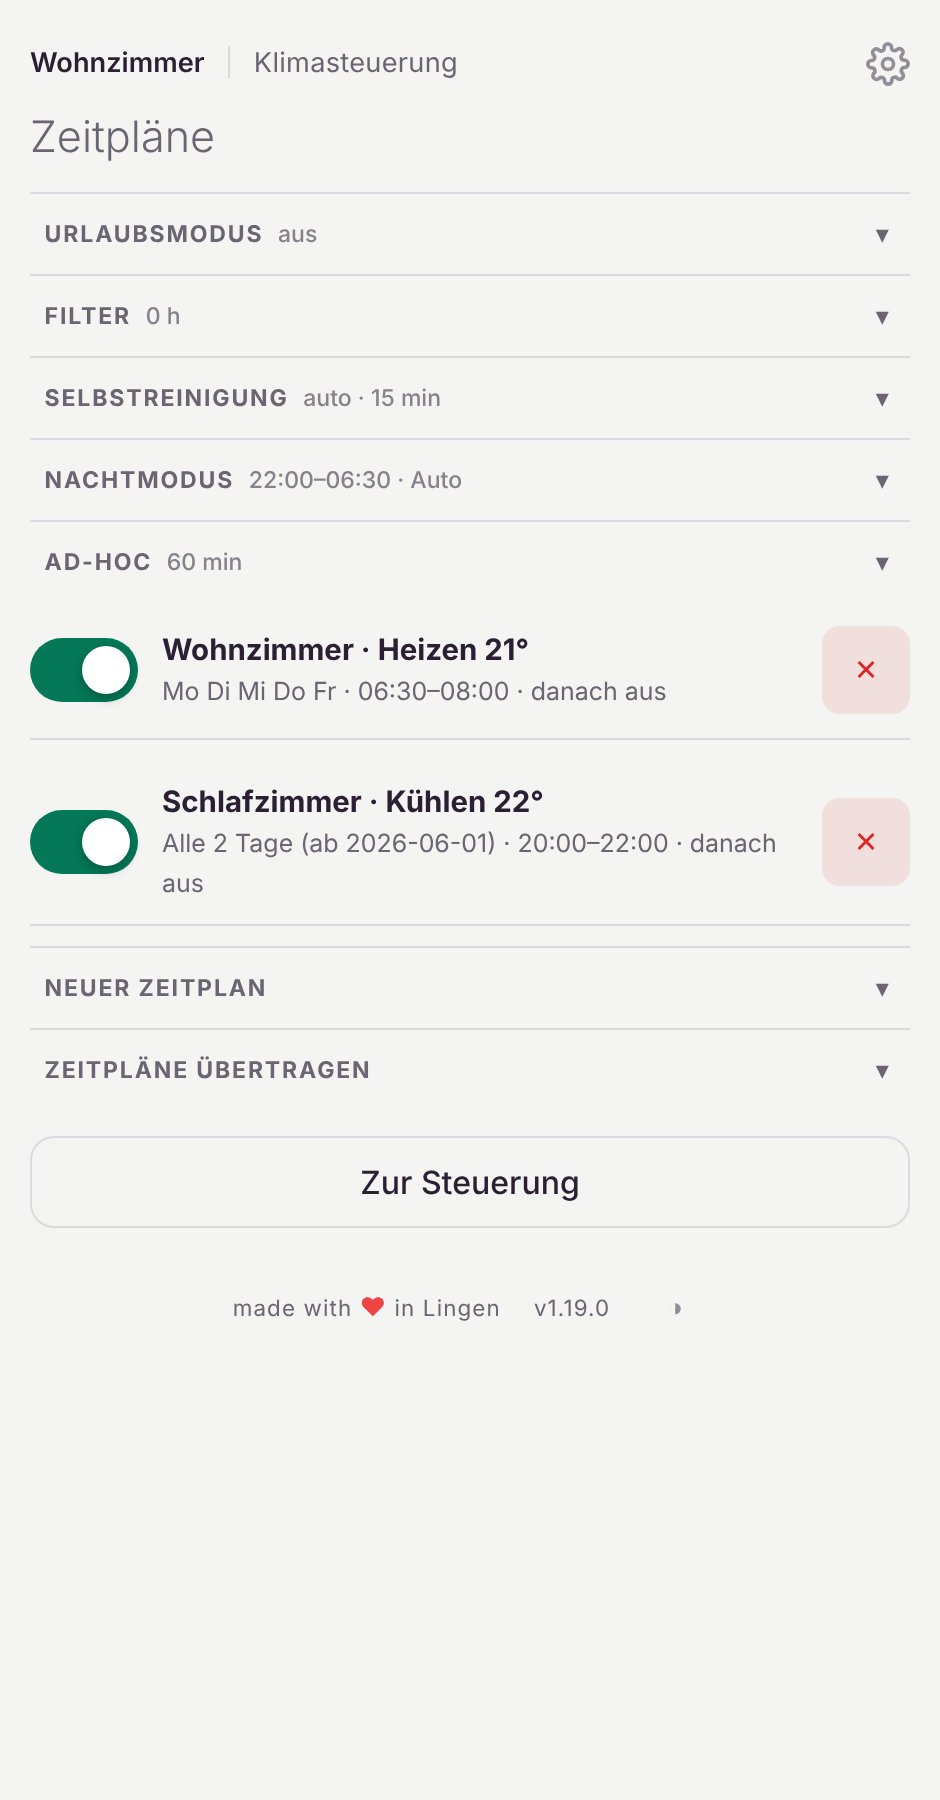 Wohnzimmer Klimasteuerung
Zeitpläne
URLAUBSMODUS aus ▼
FILTER 0 h ▼
SELBSTREINIGUNG auto · 15 min ▼
NACHTMODUS 22:00–06:30 · Auto ▼
AD-HOC 60 min ▼
Wohnzimmer · Heizen 21°
Mo Di Mi Do Fr · 06:30–08:00 · danach aus
✕
Schlafzimmer · Kühlen 22°
Alle 2 Tage (ab 2026-06-01) · 20:00–22:00 · danach
aus
✕
NEUER ZEITPLAN ▼
ZEITPLÄNE ÜBERTRAGEN ▼
Zur Steuerung
made with ❤ in Lingen v1.19.0